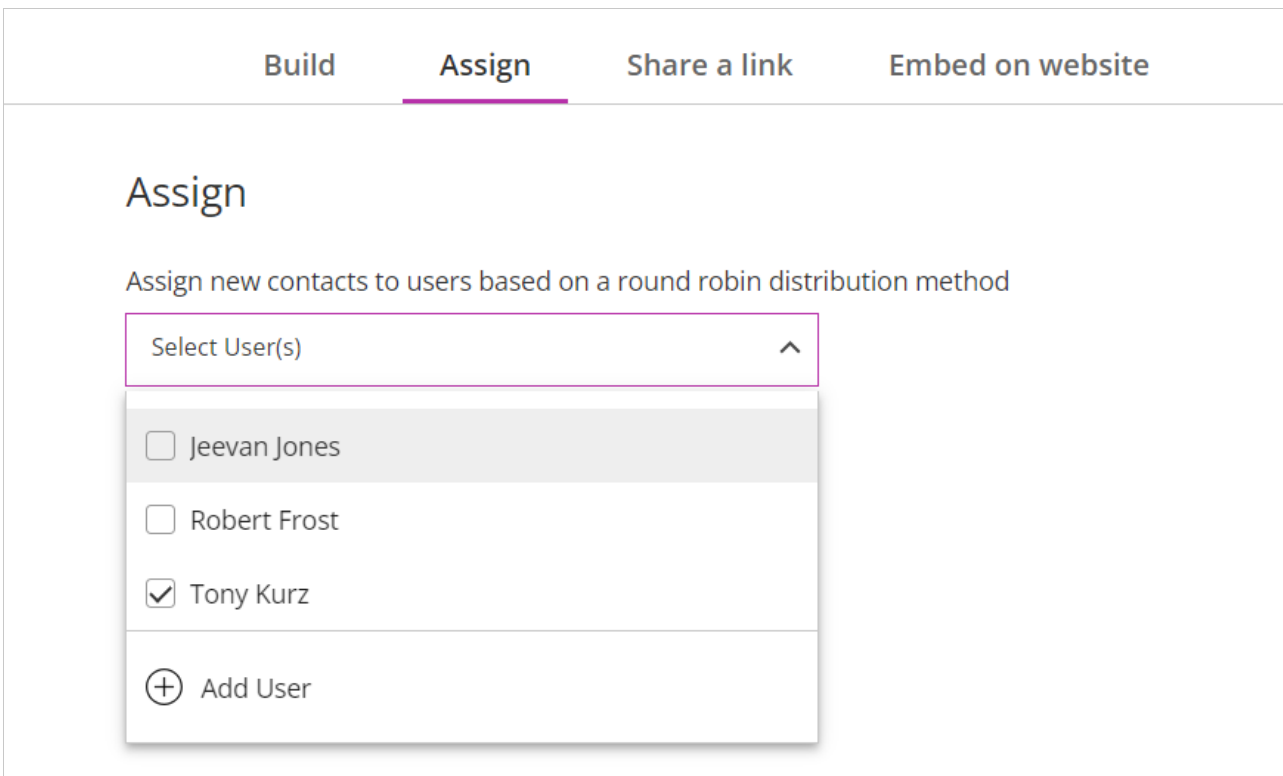 Build Assign Share a link Embed on website
Assign
Assign new contacts to users based on a round robin distribution method
Select User(s)
Jeevan Jones
Robert Frost
Tony Kurz
Add User